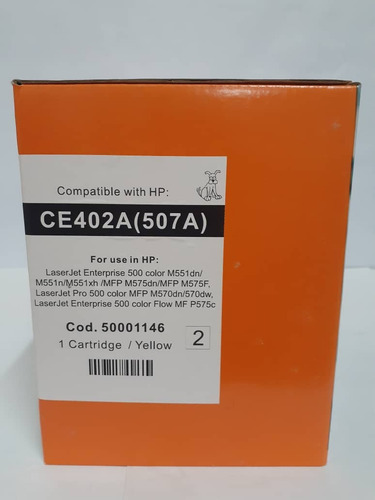 Compatible with HP:
CE402A(507A)
For use in HP:
LaserJet Enterprise 500 color M551dn/
M551n/M551xh /MFP M575dn/MFP M575F,
LaserJet Pro 500 color MFP M570dn/570dw,
LaserJet Enterprise 500 color Flow MF P575c
Cod. 50001146
1 Cartridge / Yellow
2